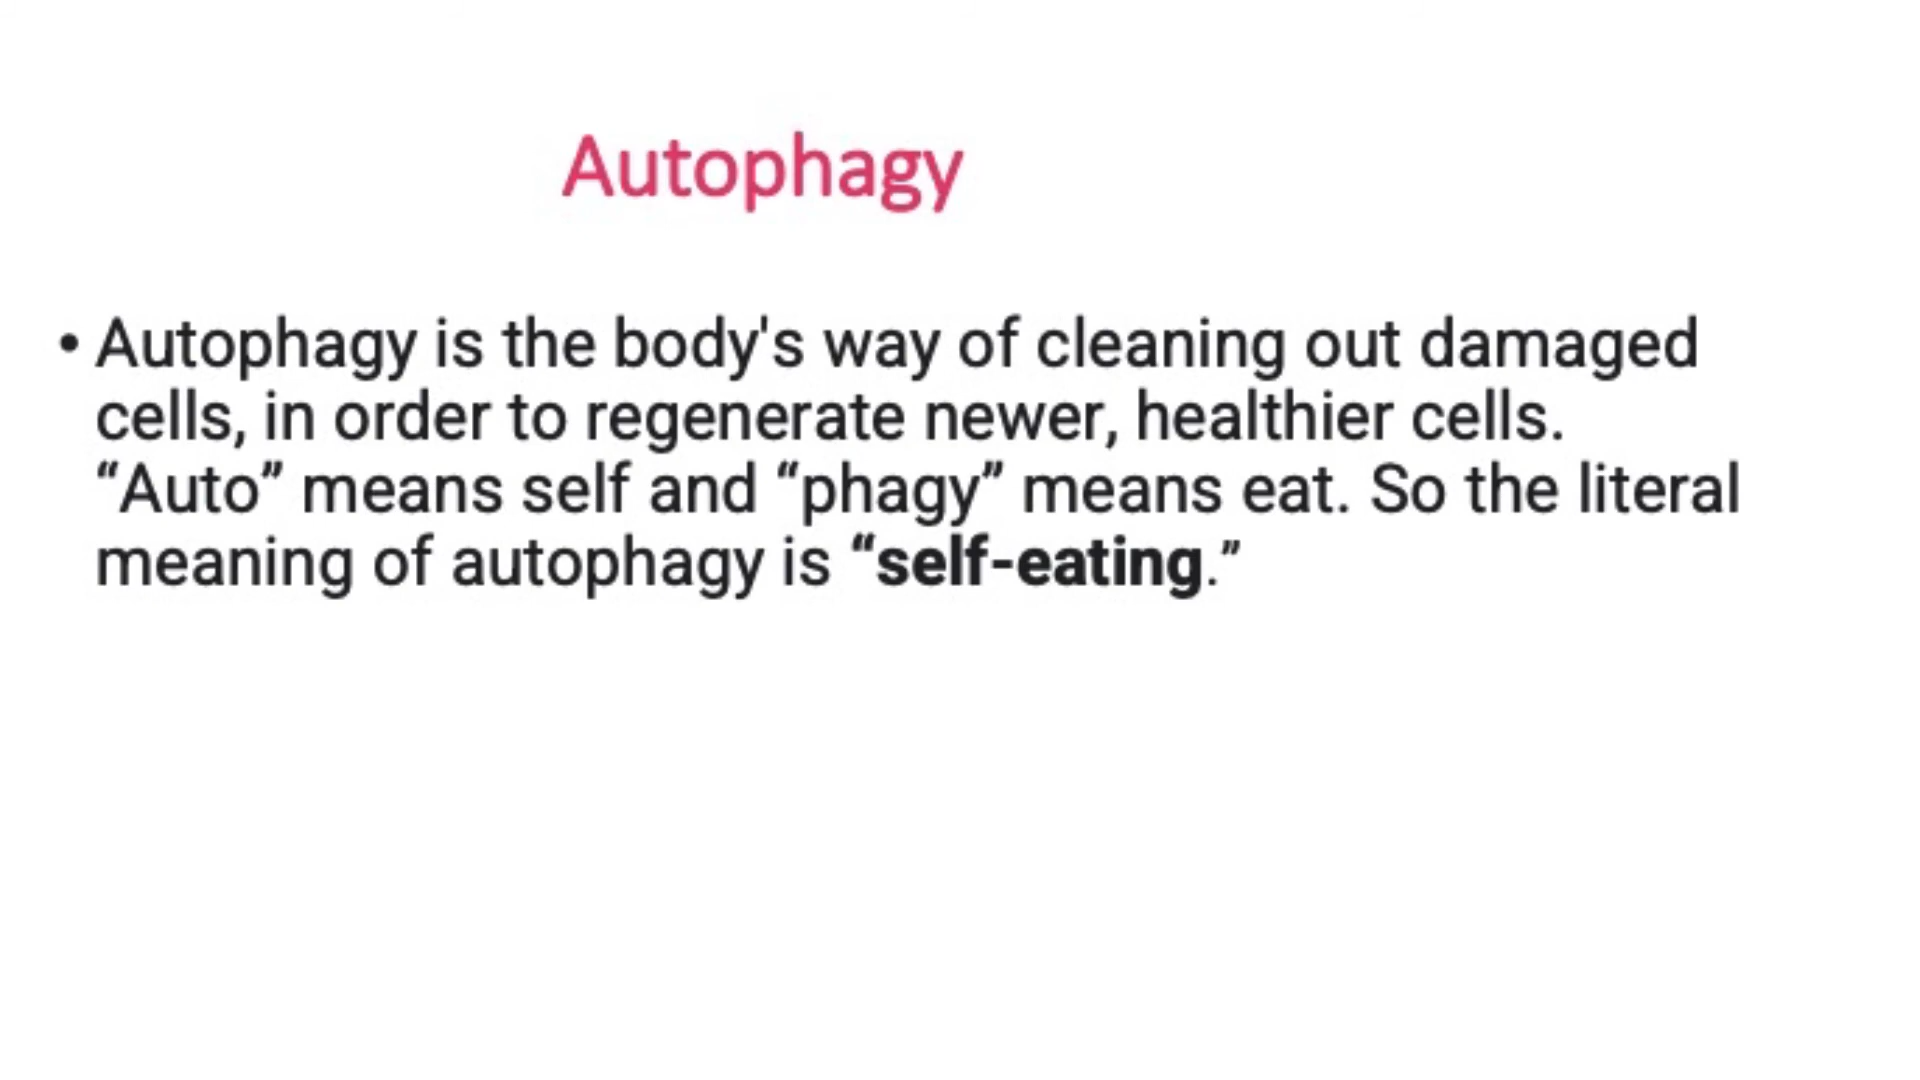 Autophagy
• Autophagy is the body's way of cleaning out damaged
cells, in order to regenerate newer, healthier cells.
“Auto” means self and “phagy” means eat. So the literal
meaning of autophagy is “self-eating.”